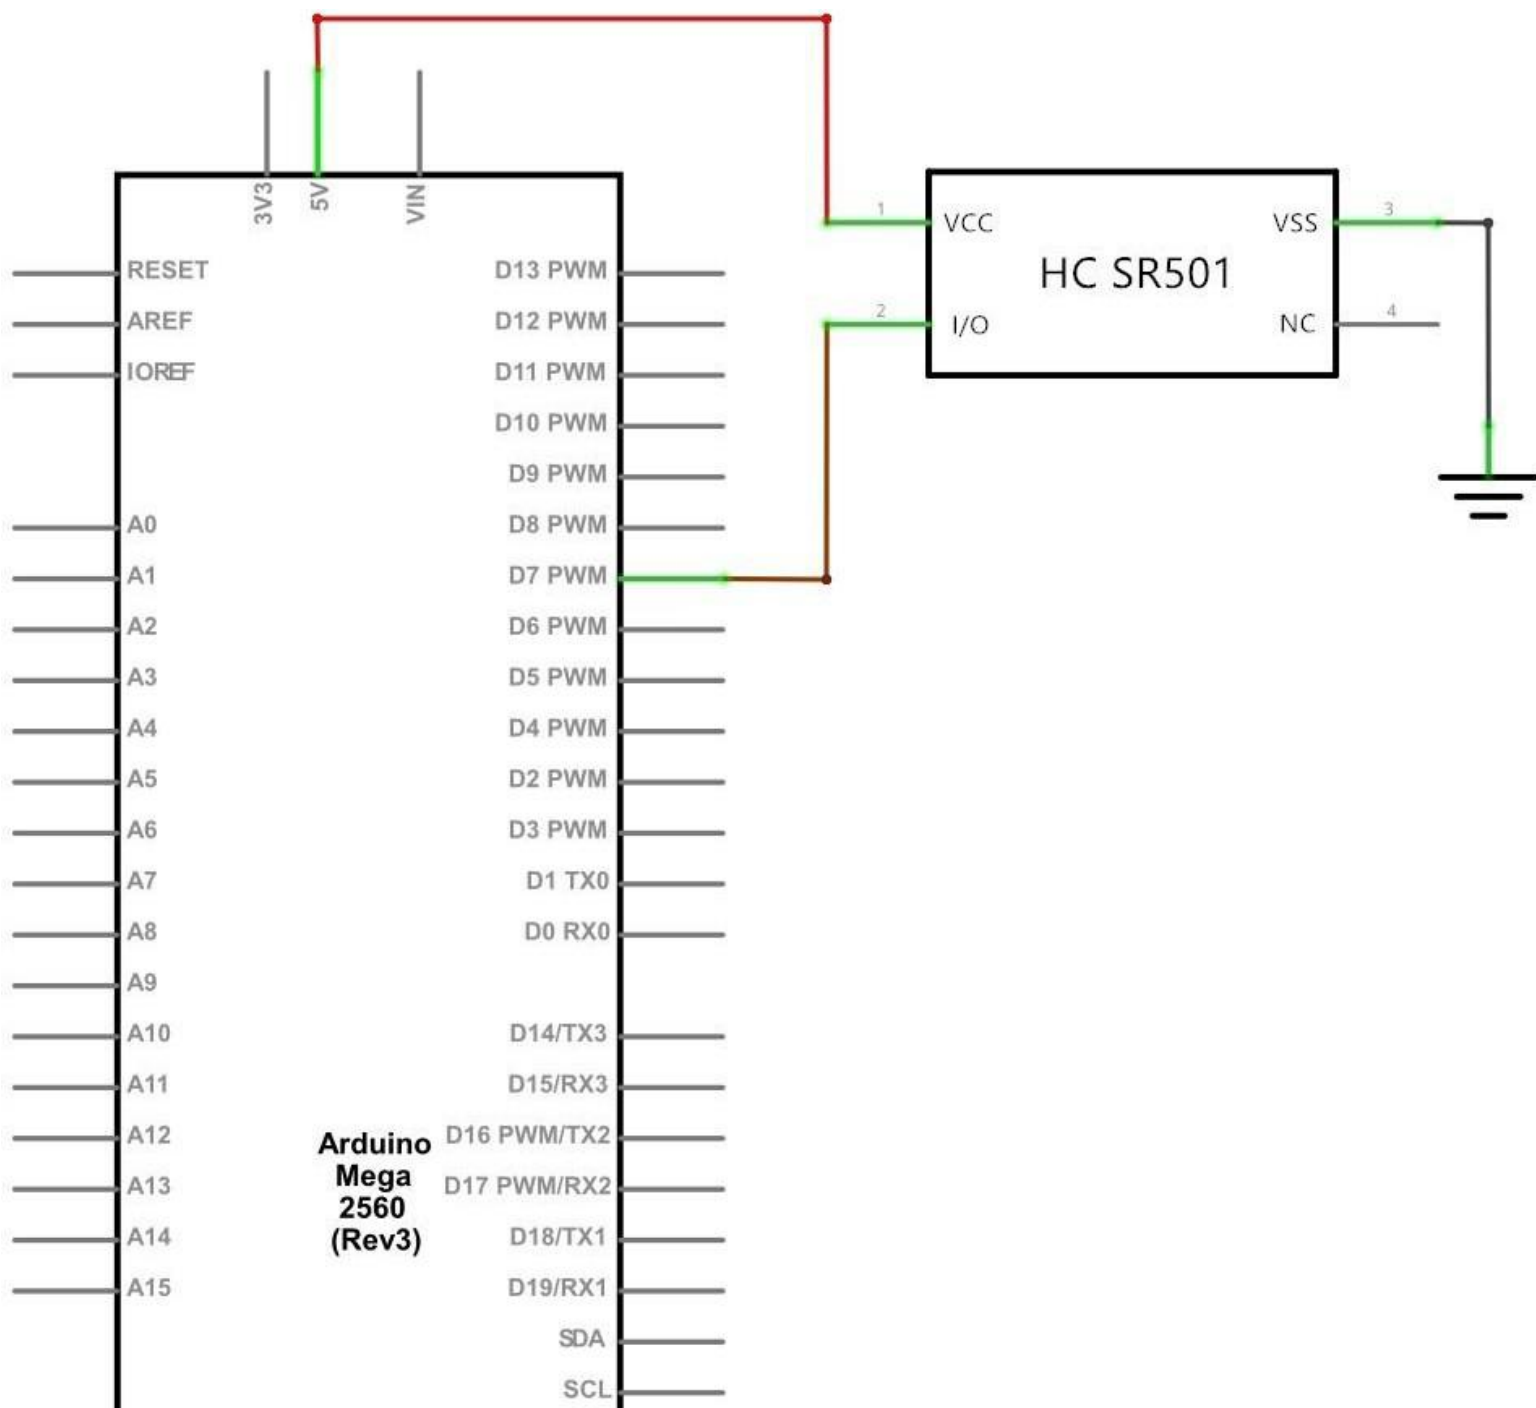 3V3
5V
VIN
1
VCC
VSS
3
HC SR501
2
I/O
NC
4
RESET
D13 PWM
AREF
D12 PWM
IOREF
D11 PWM
D10 PWM
D9 PWM
A0
D8 PWM
A1
D7 PWM
A2
D6 PWM
A3
D5 PWM
A4
D4 PWM
A5
D2 PWM
A6
D3 PWM
A7
D1 TX0
A8
D0 RX0
A9
A10
D14/TX3
A11
D15/RX3
A12
D16 PWM/TX2
A13
D17 PWM/RX2
A14
D18/TX1
A15
D19/RX1
Arduino
Mega
2560
(Rev3)
SDA
SCL